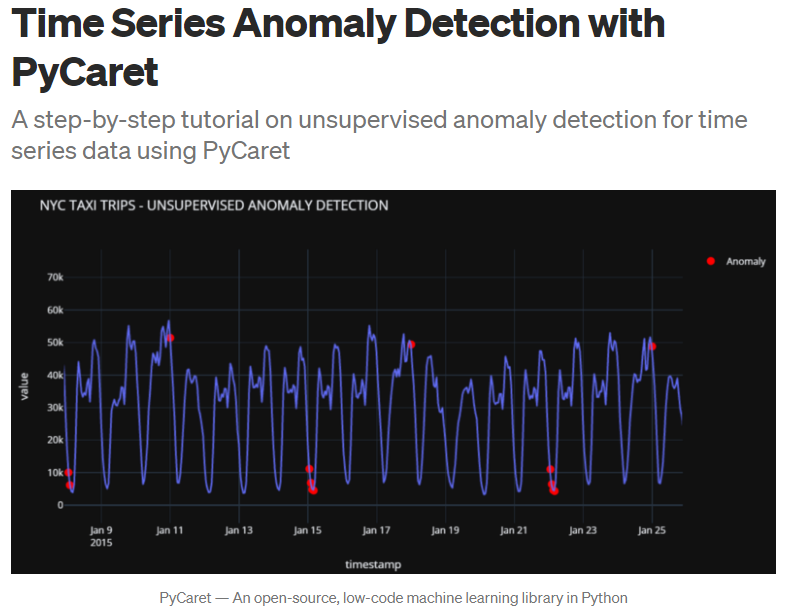 Time Series Anomaly Detection with
PyCaret
A step-by-step tutorial on unsupervised anomaly detection for time
series data using PyCaret
NYC TAXI TRIPS - UNSUPERVISED ANOMALY DETECTION
Anomaly
70k
60k
50k
40k
30k
20k
10k
0
value
Jan 9 Jan 11 Jan 13 Jan 15 Jan 17 Jan 19 Jan 21 Jan 23 Jan 25
2015
timestamp
PyCaret — An open-source, low-code machine learning library in Python